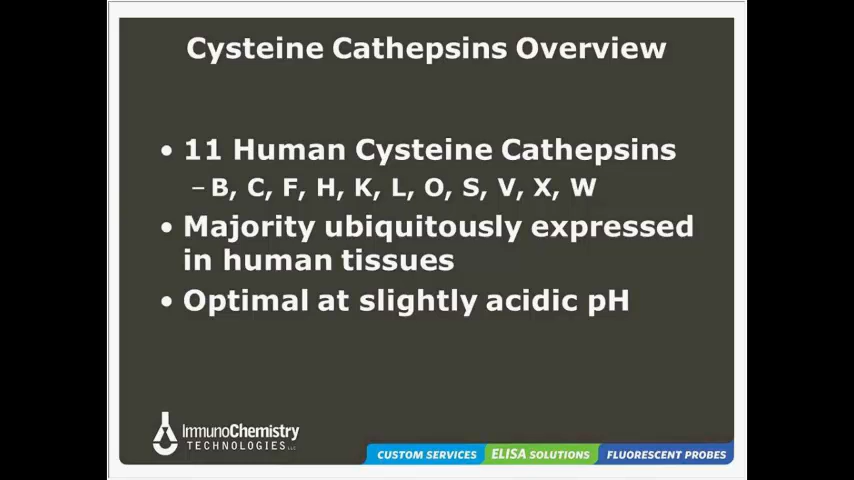 Cysteine Cathepsins Overview
• 11 Human Cysteine Cathepsins
– B, C, F, H, K, L, O, S, V, X, W
• Majority ubiquitously expressed
in human tissues
• Optimal at slightly acidic pH
ImmunoChemistry
TECHNOLOGIES LLC
CUSTOM SERVICES ELISA SOLUTIONS FLUORESCENT PROBES